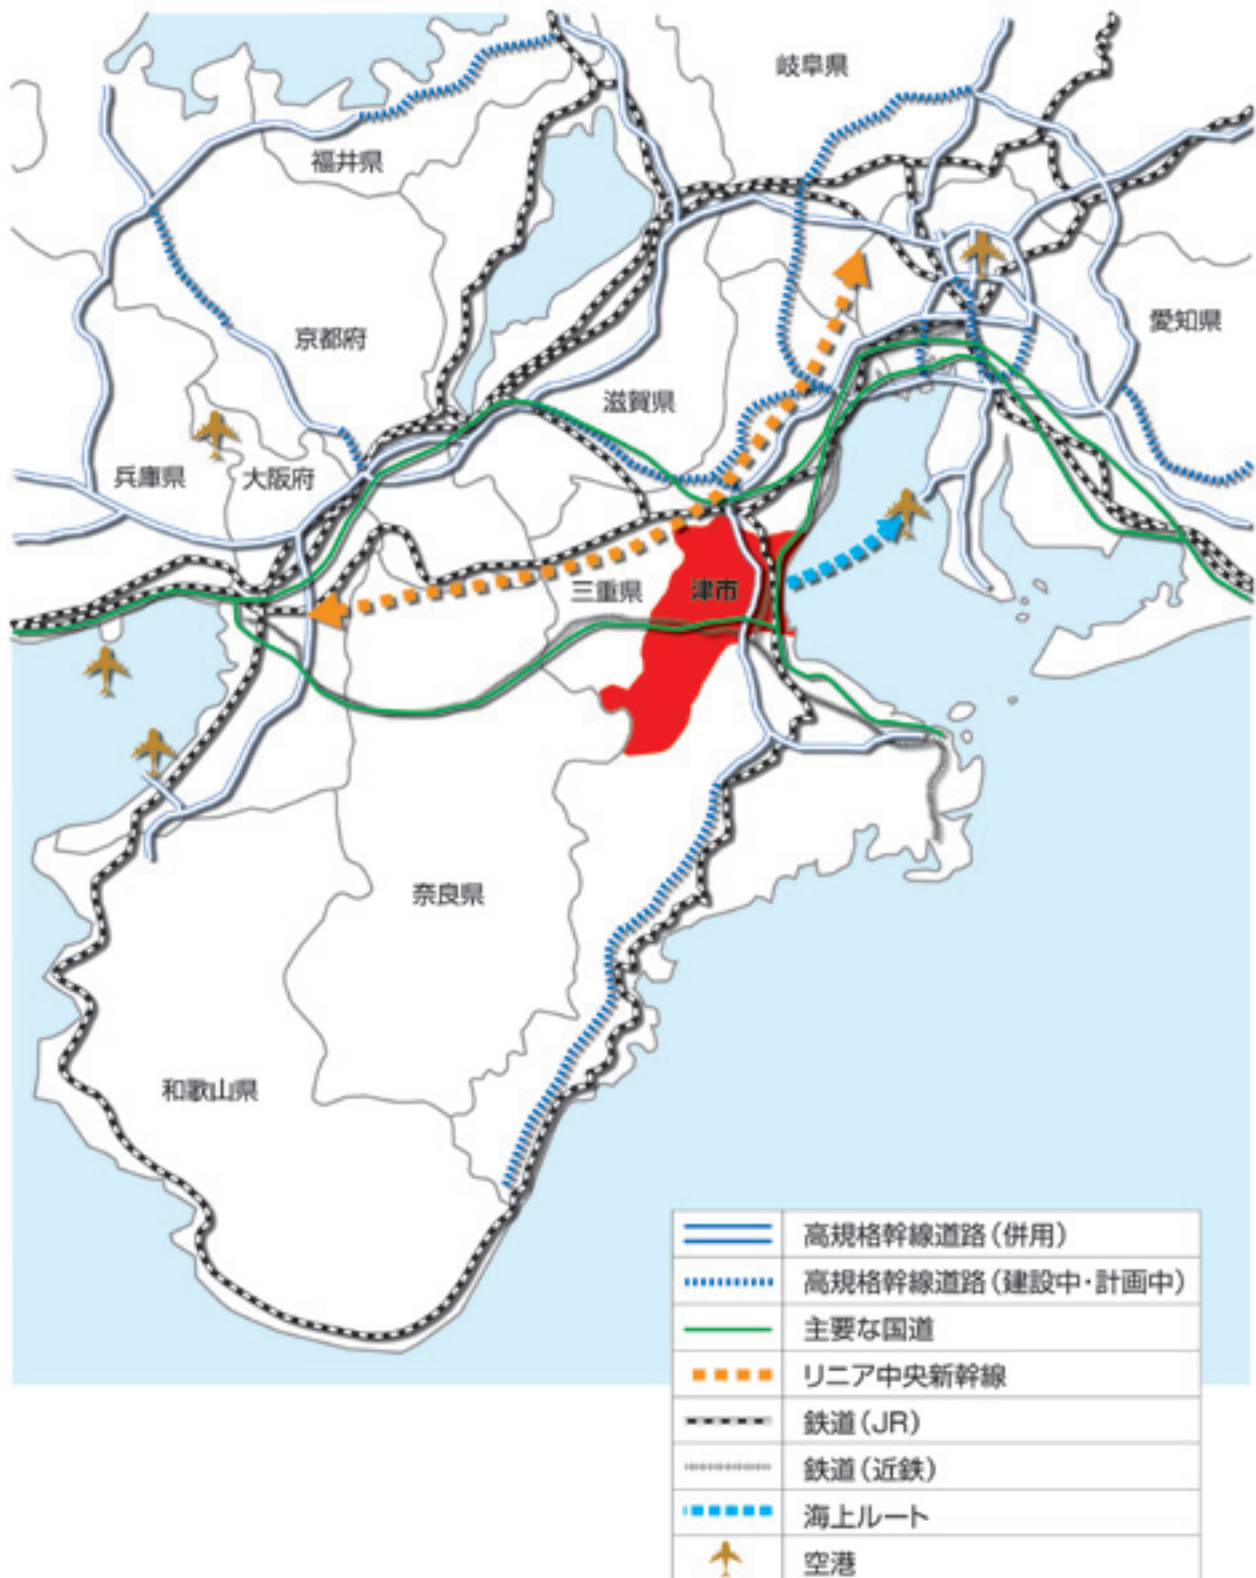 岐阜県
福井県
京都府
愛知県
滋賀県
兵庫県
大阪府
三重県
津市
奈良県
和歌山県
高規格幹線道路（併用）
高規格幹線道路（建設中・計画中）
主要な国道
リニア中央新幹線
鉄道（JR）
鉄道（近鉄）
海上ルート
空港